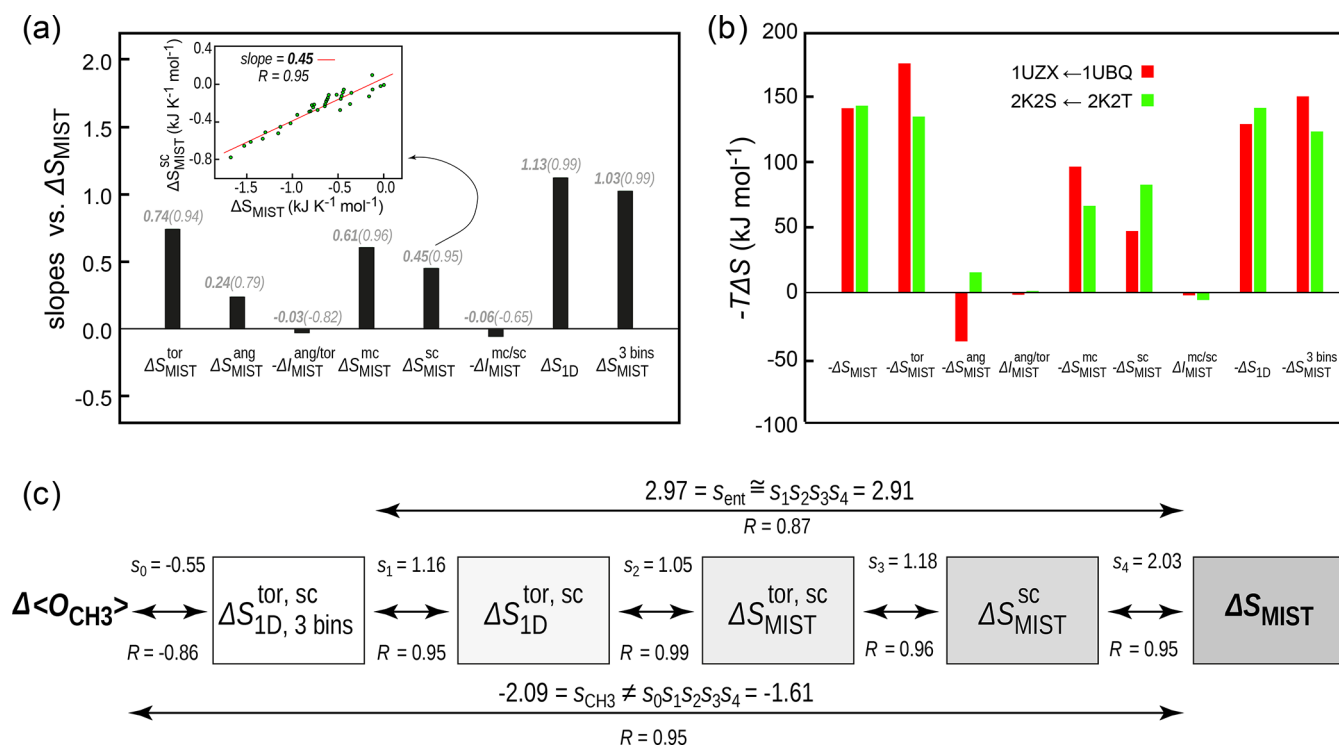 (a)
slopes vs. ΔS_MIST
2.0
1.5
1.0
0.5
0.0
-0.5
0.74(0.94)
0.24(0.79)
-0.03(-0.82)
0.61(0.96)
0.45(0.95)
-0.06(-0.65)
1.13(0.99)
1.03(0.99)
ΔS^tor_MIST
ΔS^ang_MIST
-ΔI^ang/tor_MIST
ΔS^mc_MIST
ΔS^sc_MIST
-ΔI^mc/sc_MIST
ΔS_1D
ΔS^3 bins_MIST
slope = 0.45
R = 0.95
ΔS^sc_MIST (kJ K⁻¹ mol⁻¹)
0.4
0.0
-0.4
-0.8
-1.5
-1.0
-0.5
0.0
ΔS_MIST (kJ K⁻¹ mol⁻¹)
(b)
-TΔS (kJ mol⁻¹)
200
150
100
50
0
-50
-100
1UZX ←1UBQ
2K2S ← 2K2T
-ΔS_MIST
-ΔS^tor_MIST
-ΔS^ang_MIST
ΔI^ang/tor_MIST
-ΔS^mc_MIST
-ΔS^sc_MIST
ΔI^mc/sc_MIST
-ΔS_1D
-ΔS^3 bins_MIST
(c)
2.97 = s_ent ≅ s₁s₂s₃s₄ = 2.91
R = 0.87
Δ<O_CH3>
s₀ = -0.55
R = -0.86
ΔS^tor, sc_1D, 3 bins
s₁ = 1.16
R = 0.95
ΔS^tor, sc_1D
s₂ = 1.05
R = 0.99
ΔS^tor, sc_MIST
s₃ = 1.18
R = 0.96
ΔS^sc_MIST
s₄ = 2.03
R = 0.95
ΔS_MIST
-2.09 = s_CH3 ≠ s₀s₁s₂s₃s₄ = -1.61
R = 0.95